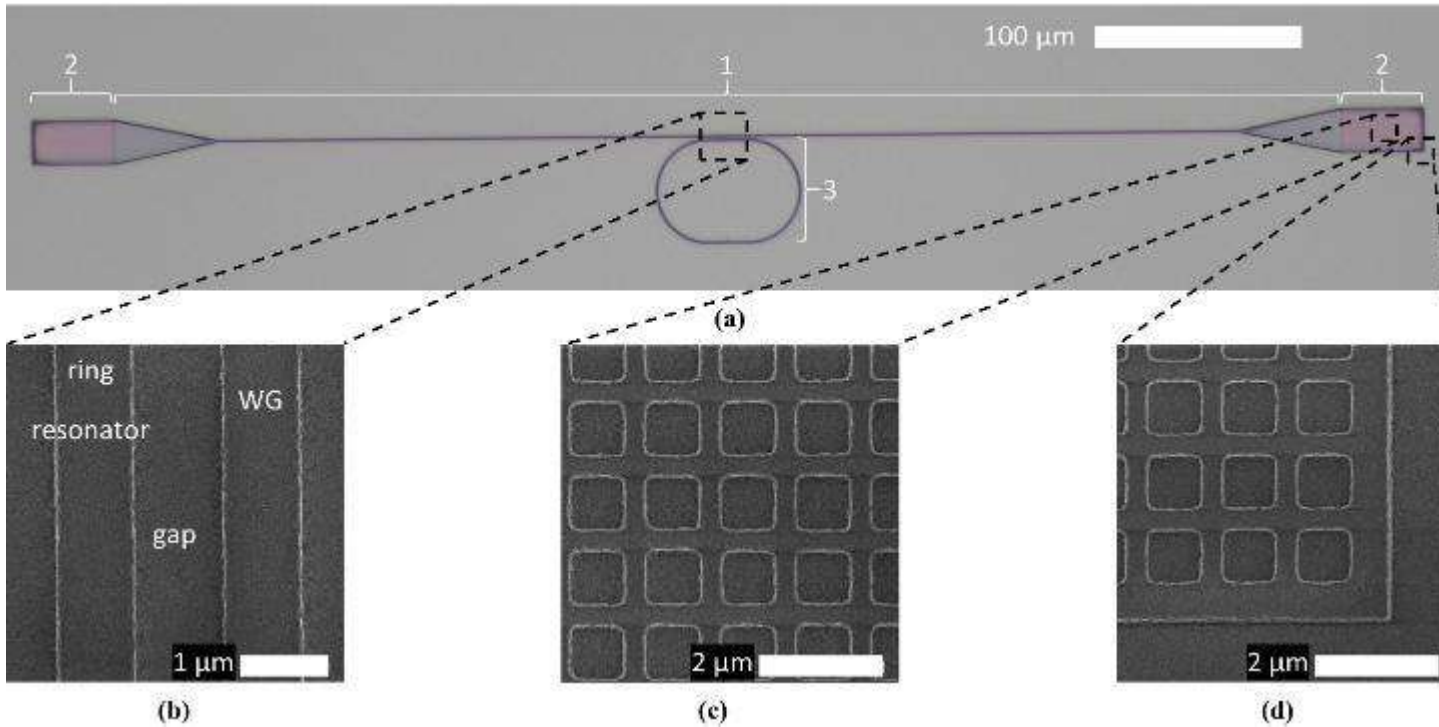 100 µm
2
1
2
3
(a)
ring
resonator
WG
gap
1 µm
2 µm
2 µm
(b)
(c)
(d)